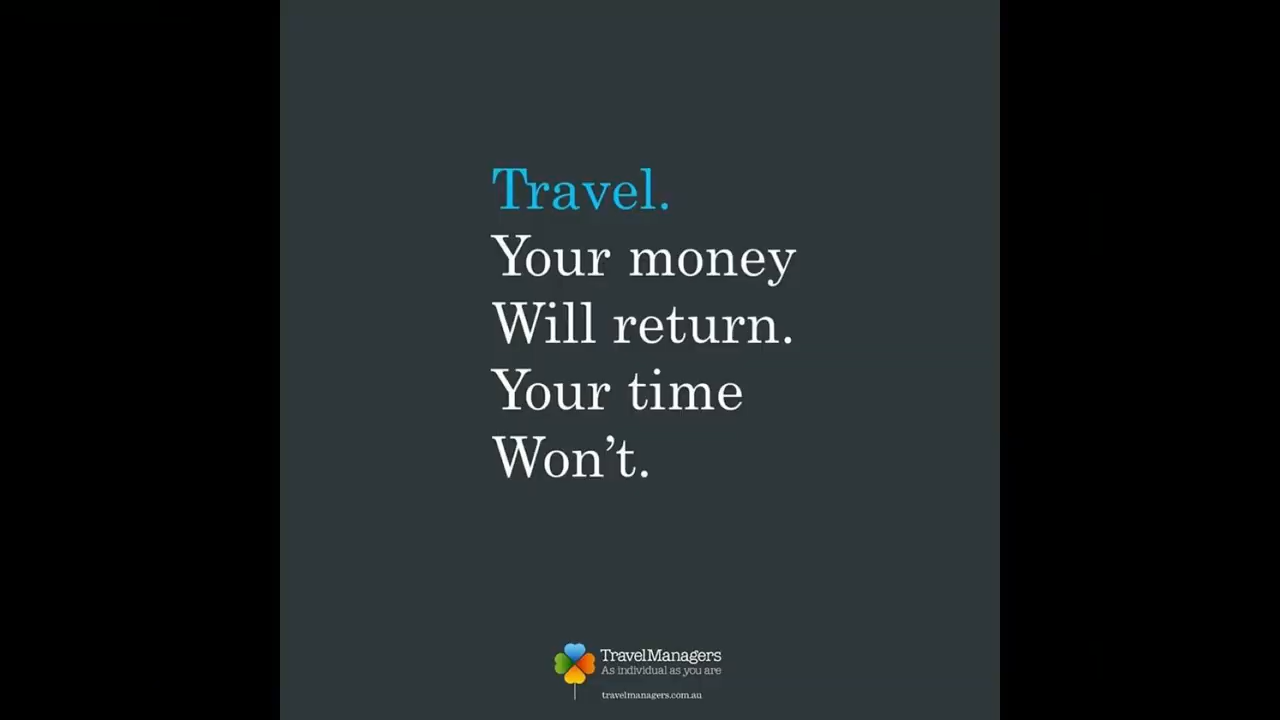 Travel.
Your money
Will return.
Your time
Won’t.
TravelManagers
As individual as you are
travelmanagers.com.au